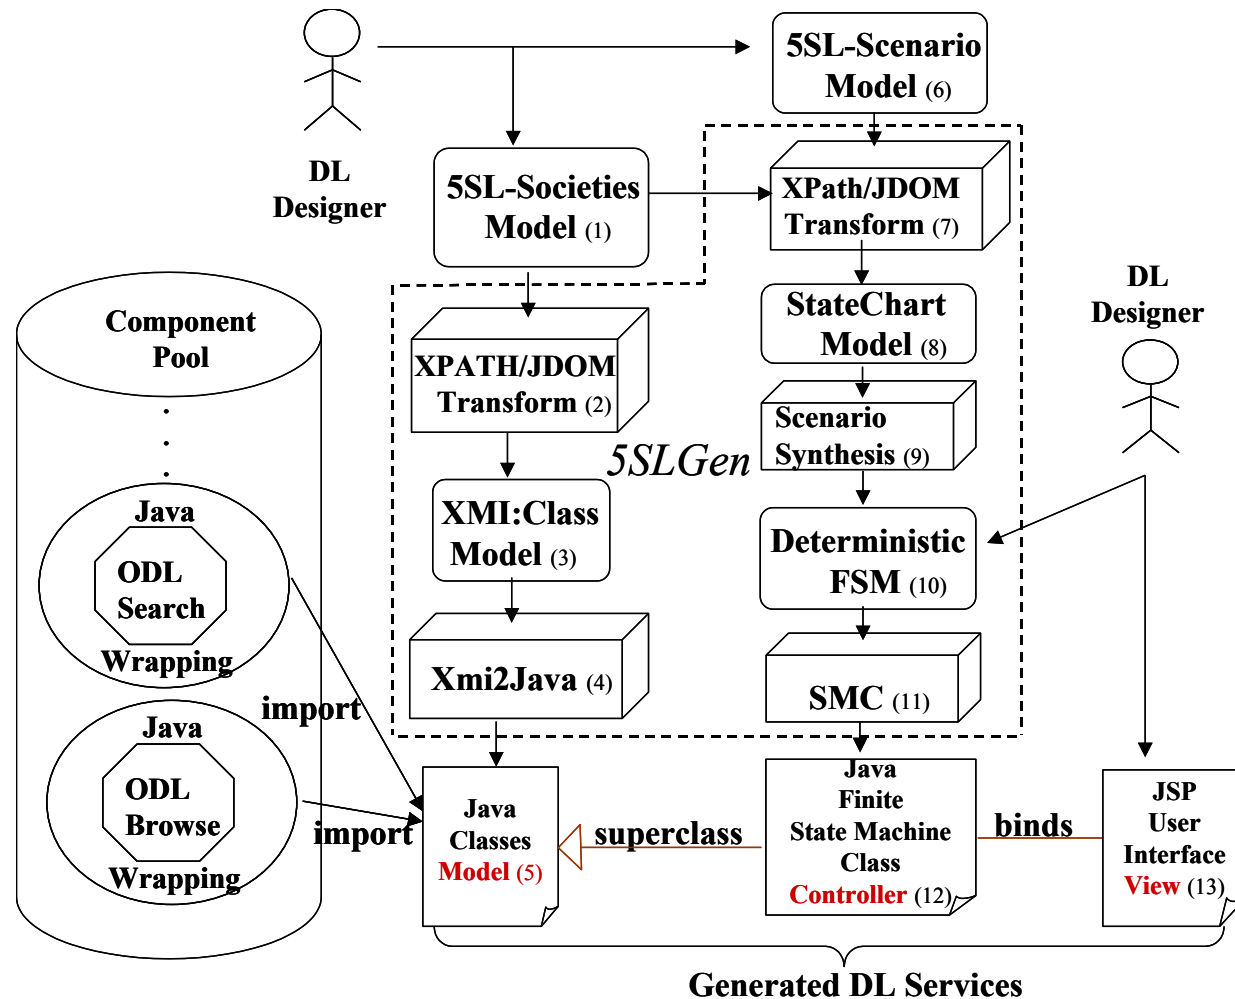 5SL-Scenario
Model (6)
DL
Designer
5SL-Societies
Model (1)
XPath/JDOM
Transform (7)
DL
Designer
Component
Pool
.
.
.
StateChart
Model (8)
XPATH/JDOM
Transform (2)
Scenario
Synthesis (9)
5SLGen
Java
ODL
Search
Wrapping
XMI:Class
Model (3)
Deterministic
FSM (10)
Xmi2Java (4)
SMC (11)
import
Java
ODL
Browse
Wrapping
import
Java
Classes
Model (5)
superclass
Java
Finite
State Machine
Class
Controller (12)
binds
JSP
User
Interface
View (13)
Generated DL Services